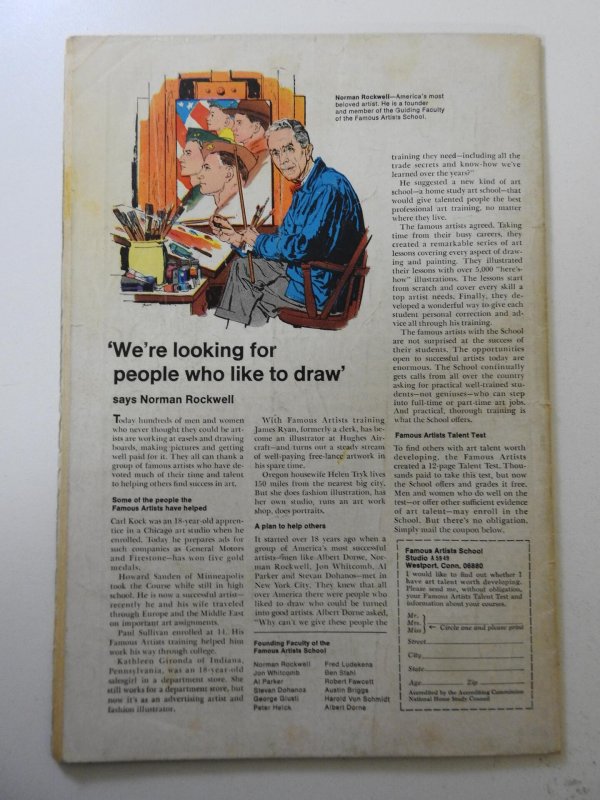 Norman Rockwell—America's most
beloved artist. He is a founder
and member of the Guiding Faculty
of the Famous Artists School.
'We're looking for
people who like to draw'
says Norman Rockwell
Today hundreds of men and women
who never thought they could be art-
ists are working at easels and drawing
boards, making pictures and getting
well paid for it. They all can thank a
group of famous artists who have de-
voted much of their time and talent
to helping others find success in art.
Some of the people the
Famous Artists have helped
Carl Kock was an 18-year-old appren-
tice in a Chicago art studio when he
enrolled. Today he prepares ads for
such companies as General Motors
and Firestone—has won five gold
medals.
Howard Sanden of Minneapolis
took the Course while still in high
school. He is now a successful artist—
recently he and his wife traveled
through Europe and the Middle East
on important art assignments.
Paul Sullivan enrolled at 14. His
Famous Artists training helped him
work his way through college.
Kathleen Gironda of Indiana,
Pennsylvania, was an 18-year-old
salesgirl in a department store. She
still works for a department store, but
now it's as an advertising artist and
fashion illustrator.
With Famous Artists training
James Ryan, formerly a clerk, has be-
come an illustrator at Hughes Air-
craft—and turns out a steady stream
of well-paying free-lance artwork in
his spare time.
Oregon housewife Helen Tryk lives
150 miles from the nearest big city.
But she does fashion illustration, has
her own studio, runs an art work
shop, does portraits.
A plan to help others
It started over 18 years ago when a
group of America's most successful
artists—men like Albert Dorne, Nor-
man Rockwell, Jon Whitcomb, Al
Parker and Stevan Dohanos—met in
New York City. They knew that all
over America there were people who
liked to draw who could be turned
into good artists. Albert Dorne asked,
"Why can't we give these people the
Founding Faculty of the
Famous Artists School
Norman Rockwell Fred Ludekens
Jon Whitcomb Ben Stahl
Al Parker Robert Fawcett
Stevan Dohanos Austin Briggs
George Giusti Harold Von Schmidt
Peter Helck Albert Dorne
training they need—including all the
trade secrets and know-how we've
learned over the years?"
He suggested a new kind of art
school—a home study art school—that
would give talented people the best
professional art training, no matter
where they live.
The famous artists agreed. Taking
time from their busy careers, they
created a remarkable series of art
lessons covering every aspect of draw-
ing and painting. They illustrated
their lessons with over 5,000 "here's-
how" illustrations. The lessons start
from scratch and cover every skill a
top artist needs. Finally, they de-
veloped a wonderful way to give each
student personal correction and ad-
vice all through his training.
The famous artists with the School
are not surprised at the success of
their students. The opportunities
open to successful artists today are
enormous. The School continually
gets calls from all over the country
asking for practical well-trained stu-
dents—not geniuses—who can step
into full-time or part-time art jobs.
And practical, thorough training is
what the School offers.
Famous Artists Talent Test
To find others with art talent worth
developing, the Famous Artists
created a 12-page Talent Test. Thou-
sands paid to take this test, but now
the School offers and grades it free.
Men and women who do well on the
test—or offer other sufficient evidence
of art talent—may enroll in the
School. But there's no obligation.
Simply mail the coupon below.
Famous Artists School
Studio
Westport, Conn. 06880
I would like to find out whether I
have art talent worth developing.
Please send me, without obligation,
your Famous Artists Talent Test and
information about your courses.
Mr.
Mrs. ← Circle one and please print
Miss
Street
City
State
Age Zip
Accredited by the Accrediting Commission
National Home Study Council